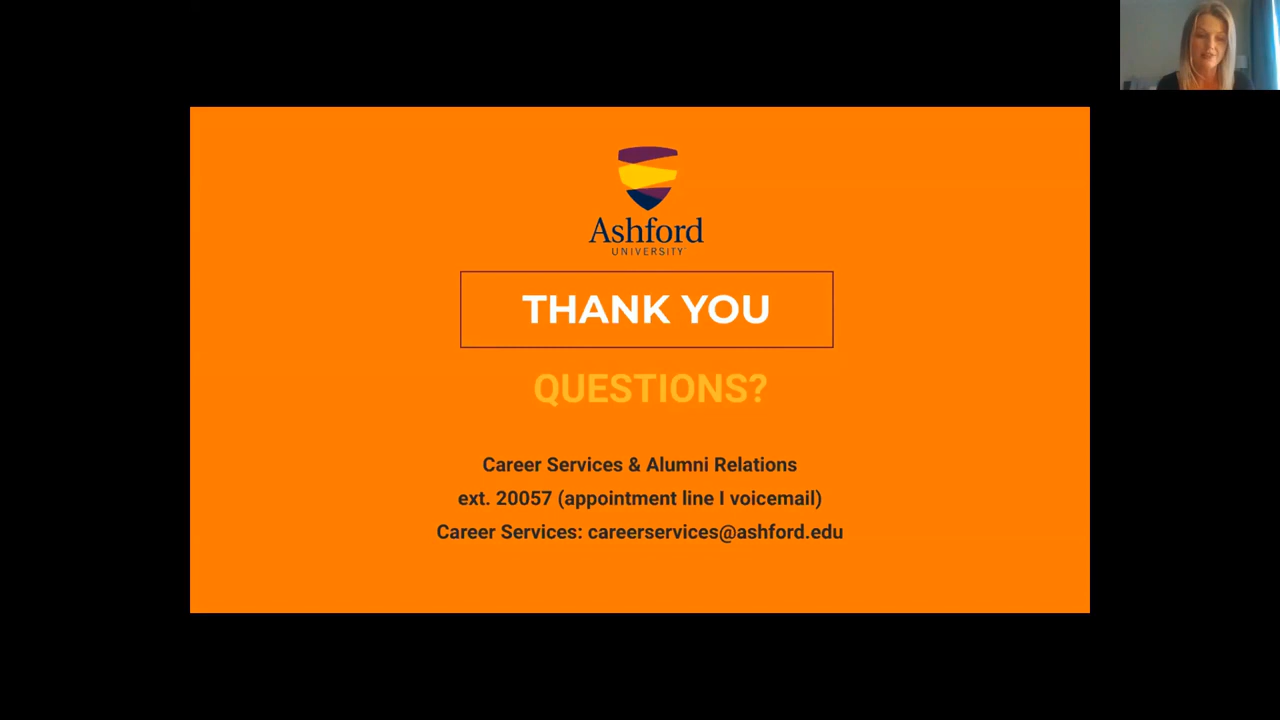 Ashford
UNIVERSITY
THANK YOU
QUESTIONS?
Career Services & Alumni Relations
ext. 20057 (appointment line I voicemail)
Career Services: careerservices@ashford.edu